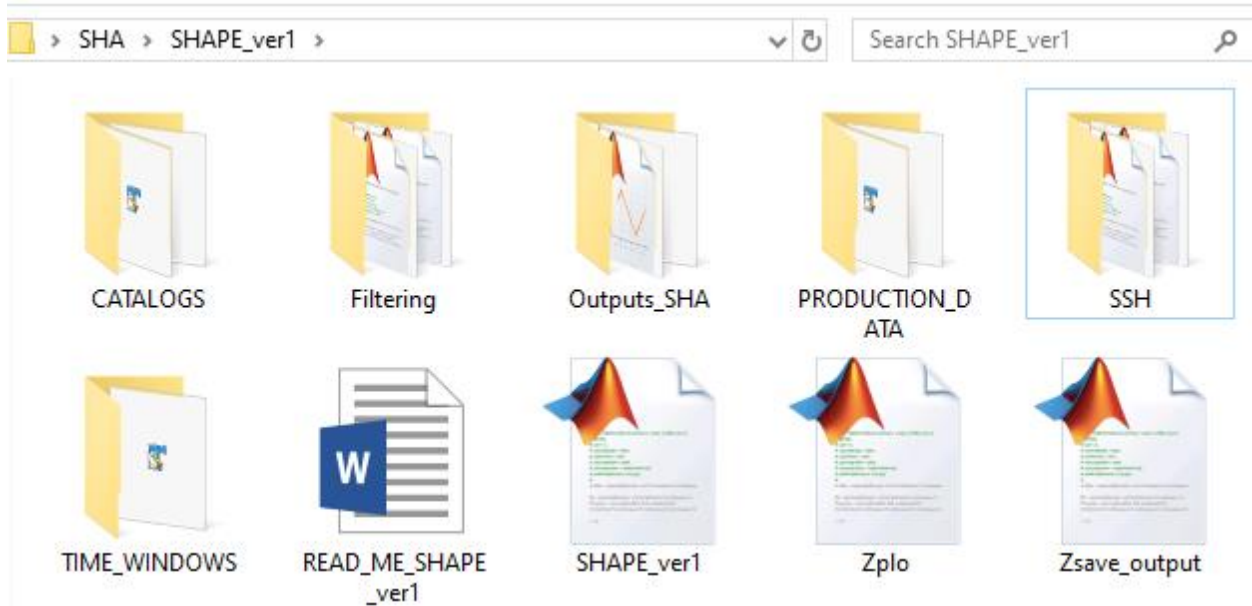 SHA > SHAPE_ver1 >
Search SHAPE_ver1
CATALOGS
Filtering
Outputs_SHA
PRODUCTION_D
ATA
SSH
TIME_WINDOWS
W
READ_ME_SHAPE
_ver1
SHAPE_ver1
Zplo
Zsave_output